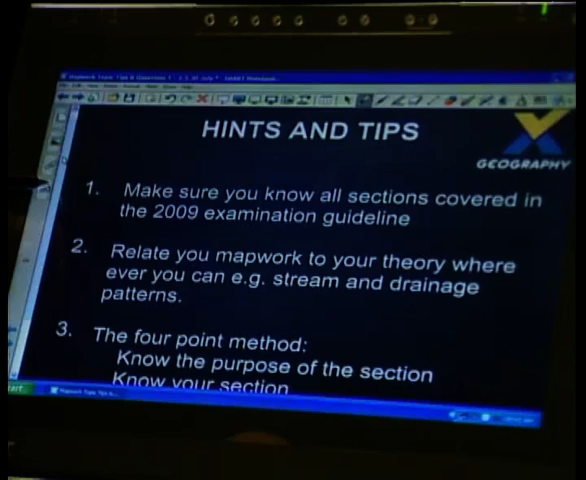 HINTS AND TIPS
GEOGRAPHY
1. Make sure you know all sections covered in
the 2009 examination guideline
2. Relate you mapwork to your theory where
ever you can e.g. stream and drainage
patterns.
3. The four point method:
Know the purpose of the section
Know your section